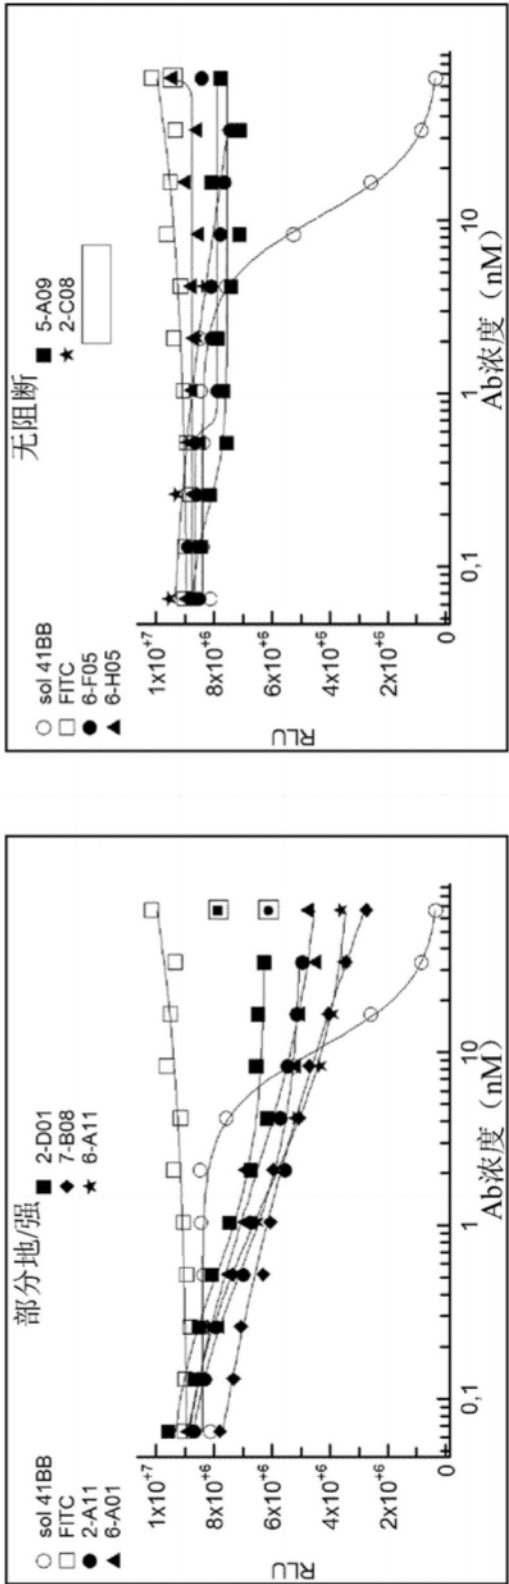 部分地/强
○ sol 41BB ■ 2-D01
□ FITC ◆ 7-B08
● 2-A11 ★ 6-A11
▲ 6-A01
RLU
1x10⁺⁷
8x10⁺⁶
6x10⁺⁶
4x10⁺⁶
2x10⁺⁶
0
0,1 1 10
Ab浓度（nM）
无阻断
○ sol 41BB ■ 5-A09
□ FITC ★ 2-C08
● 6-F05
▲ 6-H05
RLU
1x10⁺⁷
8x10⁺⁶
6x10⁺⁶
4x10⁺⁶
2x10⁺⁶
0
0,1 1 10
Ab浓度（nM）